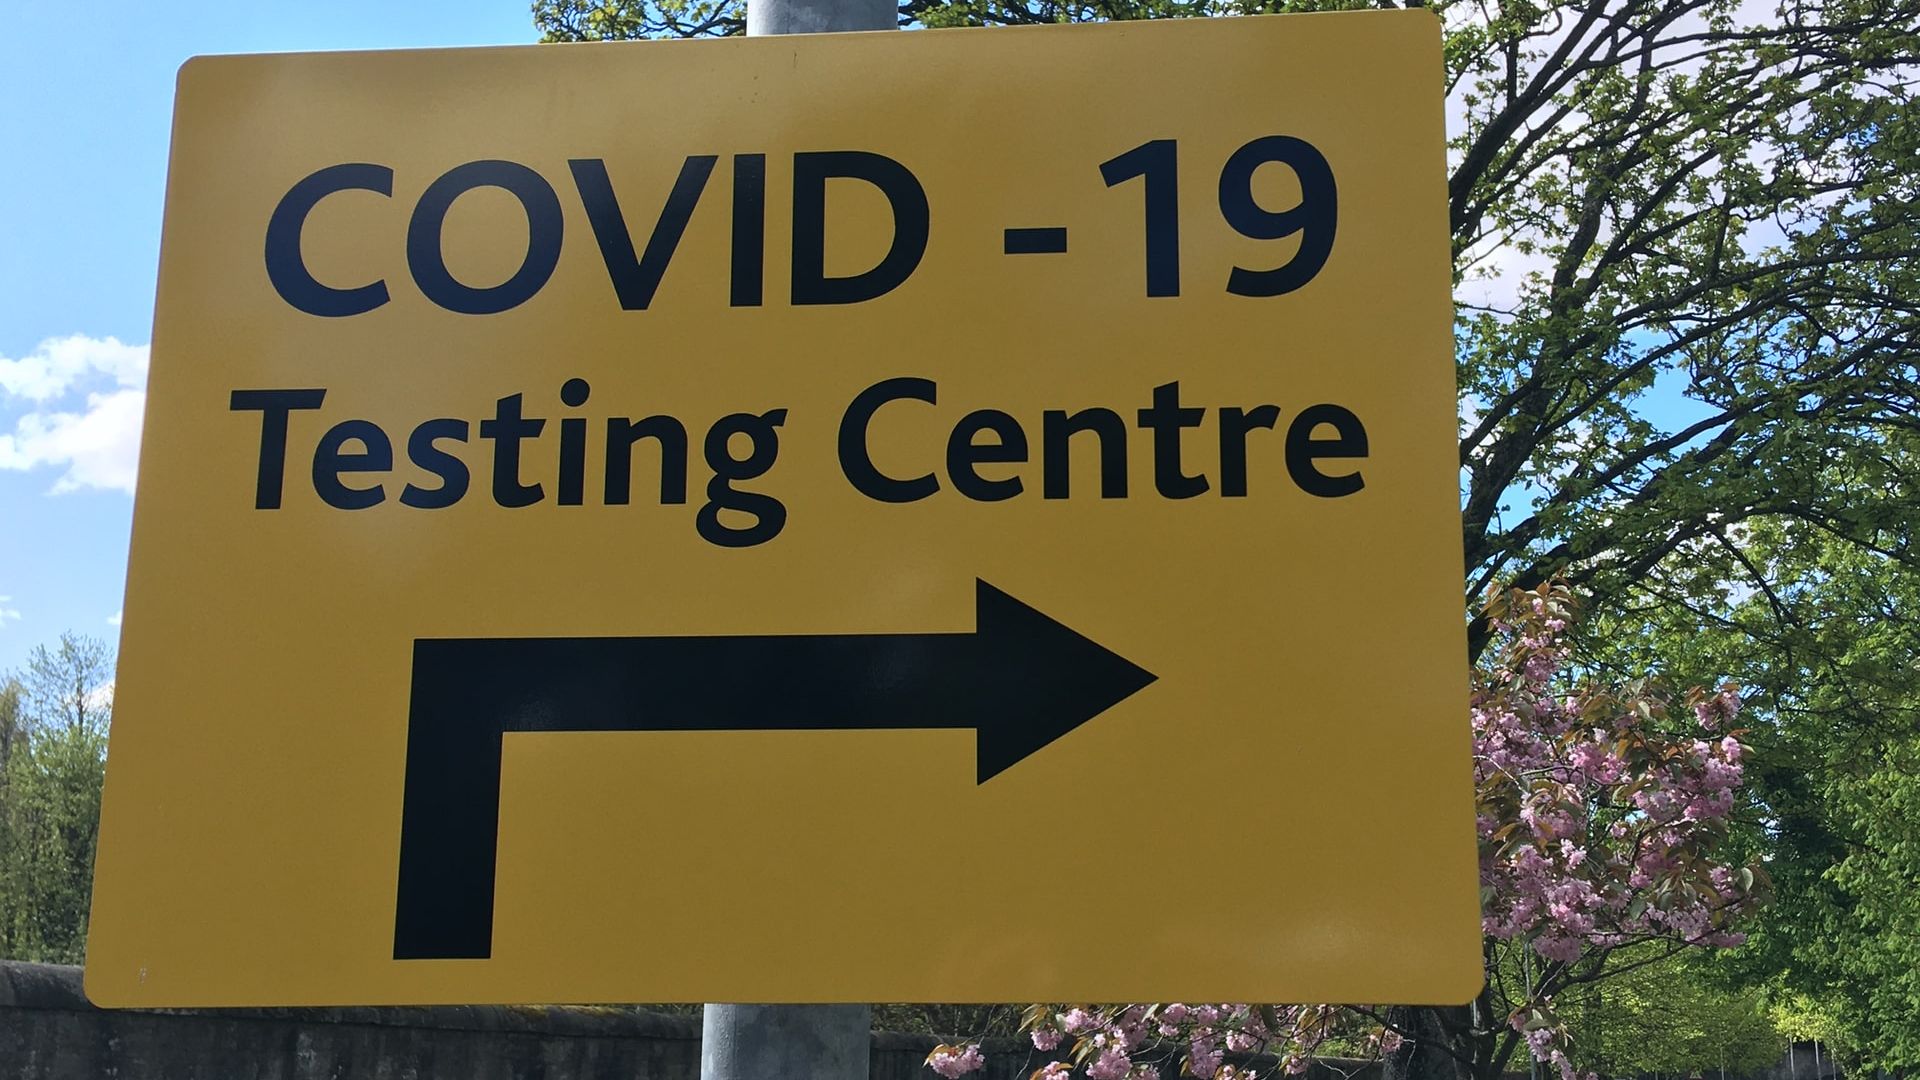 COVID -19
Testing Centre